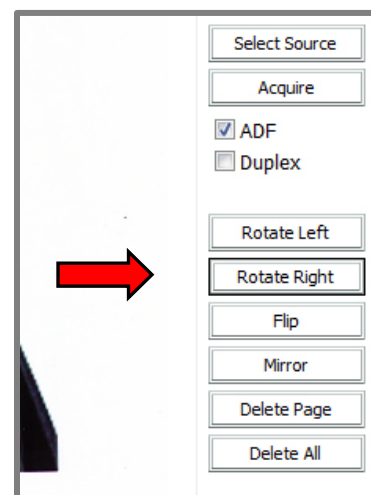 Select Source
Acquire
ADF
Duplex
Rotate Left
Rotate Right
Flip
Mirror
Delete Page
Delete All